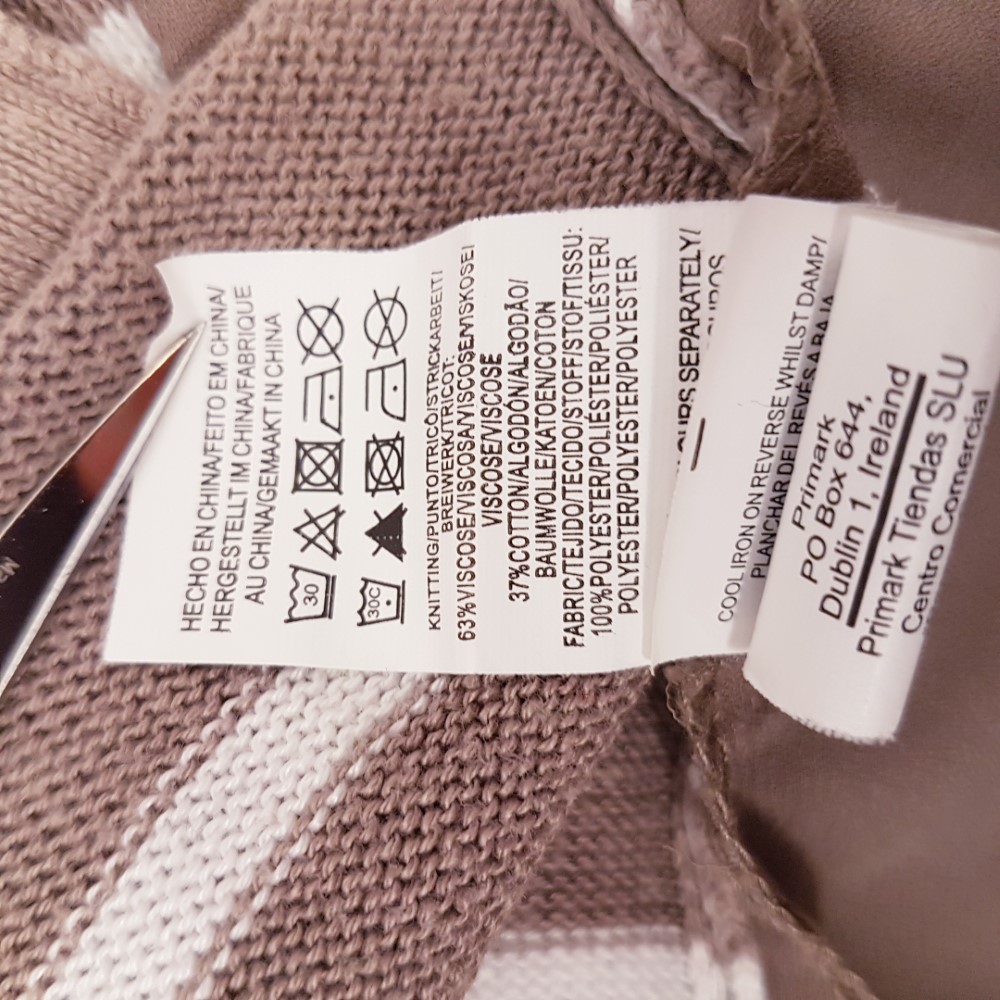 HECHO EN CHINA/FEITO EM CHINA/
HERGESTELLT IM CHINA/FABRIQUE
AU CHINA/GEMAAKT IN CHINA
30
30C
KNITTING/PUNTO/TRICÔ/STRICKARBEIT/
BREIWERK/TRICOT:
63%VISCOSE/VISCOSA/VISCOSE/VISKOSE/
VISCOSE/VISCOSE
37%COTTON/ALGODÓN/ALGODÃO/
BAUMWOLLE/KATOEN/COTON
FABRIC/TEJIDO/TECIDO/STOFF/STOF/TISSU:
100%POLYESTER/POLIÉSTER/POLIÉSTER/
POLYESTER/POLYESTER/POLYESTER
SEPARATELY/
COOL IRON ON REVERSE WHILST DAMP/
PLANCHAR DEL REVÉS A BAJA
Primark
PO Box 644,
Dublin 1, Ireland
Primark Tiendas SLU
Centro Comercial